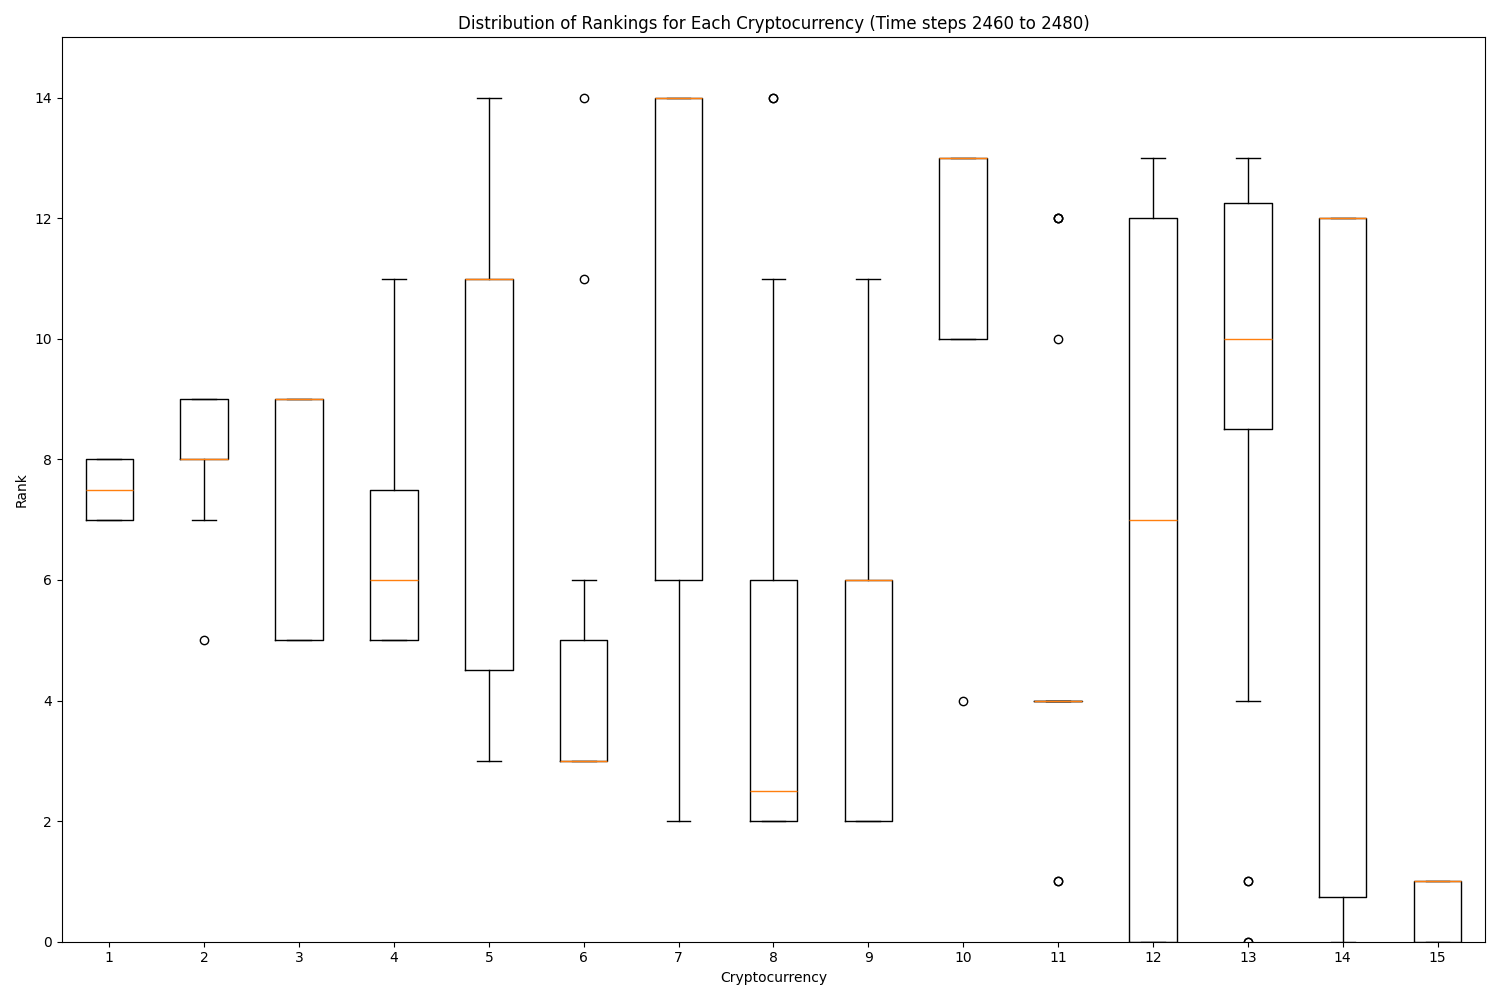 Distribution of Rankings for Each Cryptocurrency (Time steps 2460 to 2480)
14
12
10
8
6
4
2
0
Rank
1 2 3 4 5 6 7 8 9 10 11 12 13 14 15
Cryptocurrency